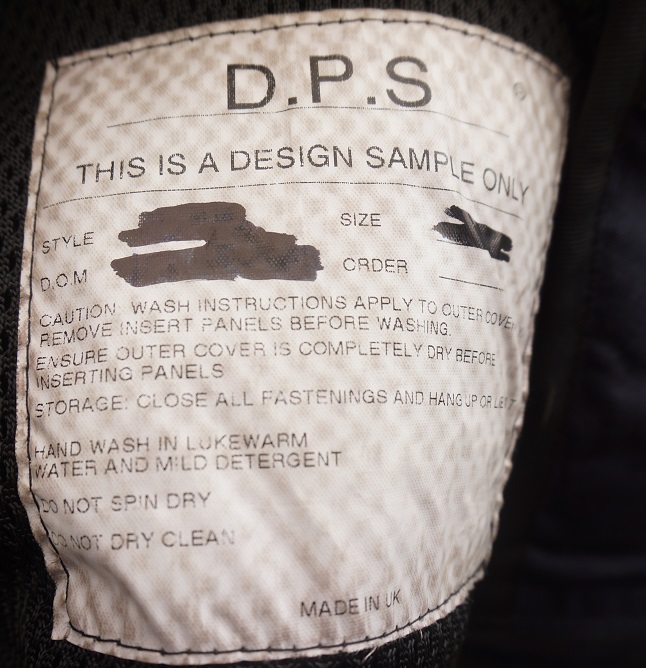 D.P.S ®
THIS IS A DESIGN SAMPLE ONLY
STYLE
SIZE
D.O.M
ORDER
CAUTION: WASH INSTRUCTIONS APPLY TO OUTER COVER
REMOVE INSERT PANELS BEFORE WASHING.
ENSURE OUTER COVER IS COMPLETELY DRY BEFORE
INSERTING PANELS
STORAGE: CLOSE ALL FASTENINGS AND HANG UP OR
HAND WASH IN LUKEWARM
WATER AND MILD DETERGENT
DO NOT SPIN DRY
DO NOT DRY CLEAN
MADE IN UK